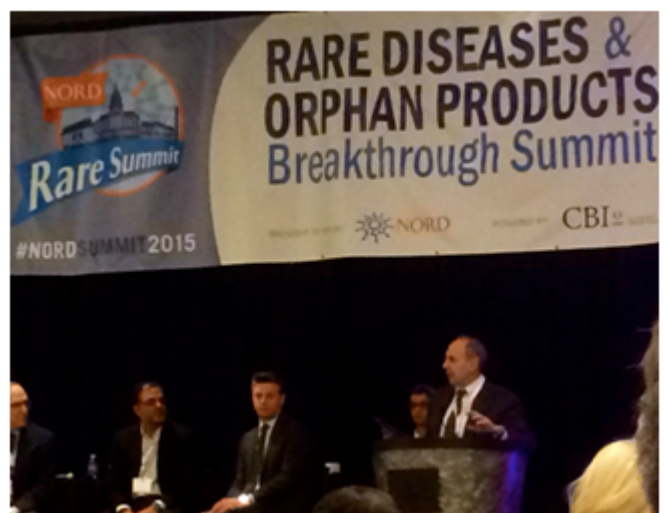 NORD
Rare Summit
#NORDSUMMIT2015
RARE DISEASES &
ORPHAN PRODUCTS
Breakthrough Summit
NORD
CBI